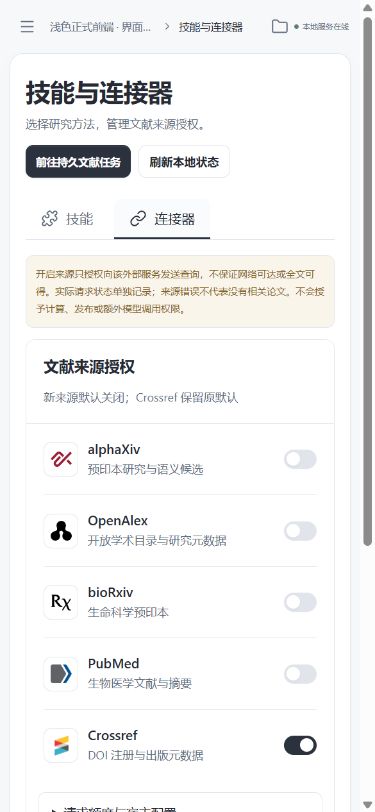 浅色正式前端 · 界面... > 技能与连接器 本地服务在线
技能与连接器
选择研究方法，管理文献来源授权。
前往持久文献任务 刷新本地状态
技能 连接器
开启来源只授权向该外部服务发送查询，不保证网络可达或全文可
得。实际请求状态单独记录；来源错误不代表没有相关论文。不会授
予计算、发布或额外模型调用权限。
文献来源授权
新来源默认关闭；Crossref 保留原默认
alphaXiv
预印本研究与语义候选
OpenAlex
开放学术目录与研究元数据
Rx bioRxiv
生命科学预印本
PubMed
生物医学文献与摘要
Crossref
DOI 注册与出版元数据